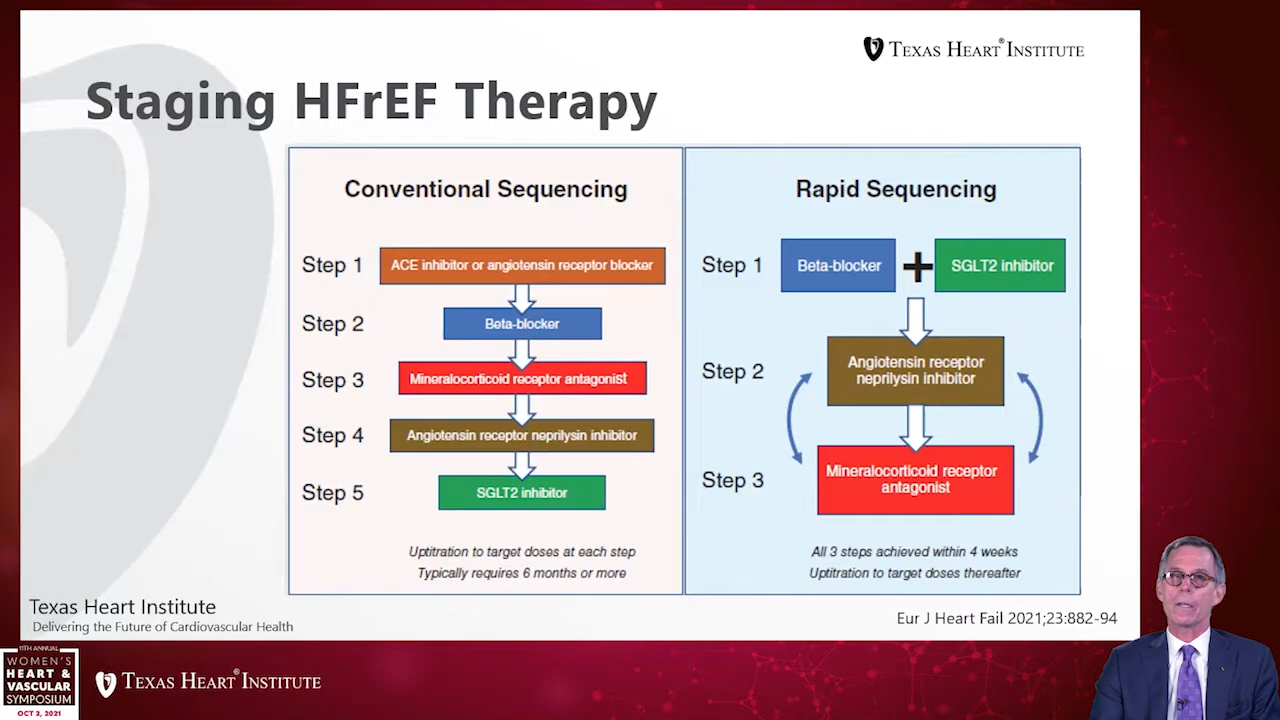 TEXAS HEART® INSTITUTE
Staging HFrEF Therapy
Conventional Sequencing
Step 1
ACE inhibitor or angiotensin receptor blocker
Step 2
Beta-blocker
Step 3
Mineralocorticoid receptor antagonist
Step 4
Angiotensin receptor neprilysin inhibitor
Step 5
SGLT2 inhibitor
Uptitration to target doses at each step
Typically requires 6 months or more
Rapid Sequencing
Step 1
Beta-blocker
+
SGLT2 inhibitor
Step 2
Angiotensin receptor
neprilysin inhibitor
Step 3
Mineralocorticoid receptor
antagonist
All 3 steps achieved within 4 weeks
Uptitration to target doses thereafter
Texas Heart Institute
Delivering the Future of Cardiovascular Health
Eur J Heart Fail 2021;23:882-94
11TH ANNUAL
WOMEN'S
HEART &
VASCULAR
SYMPOSIUM
OCT 2, 2021
TEXAS HEART® INSTITUTE